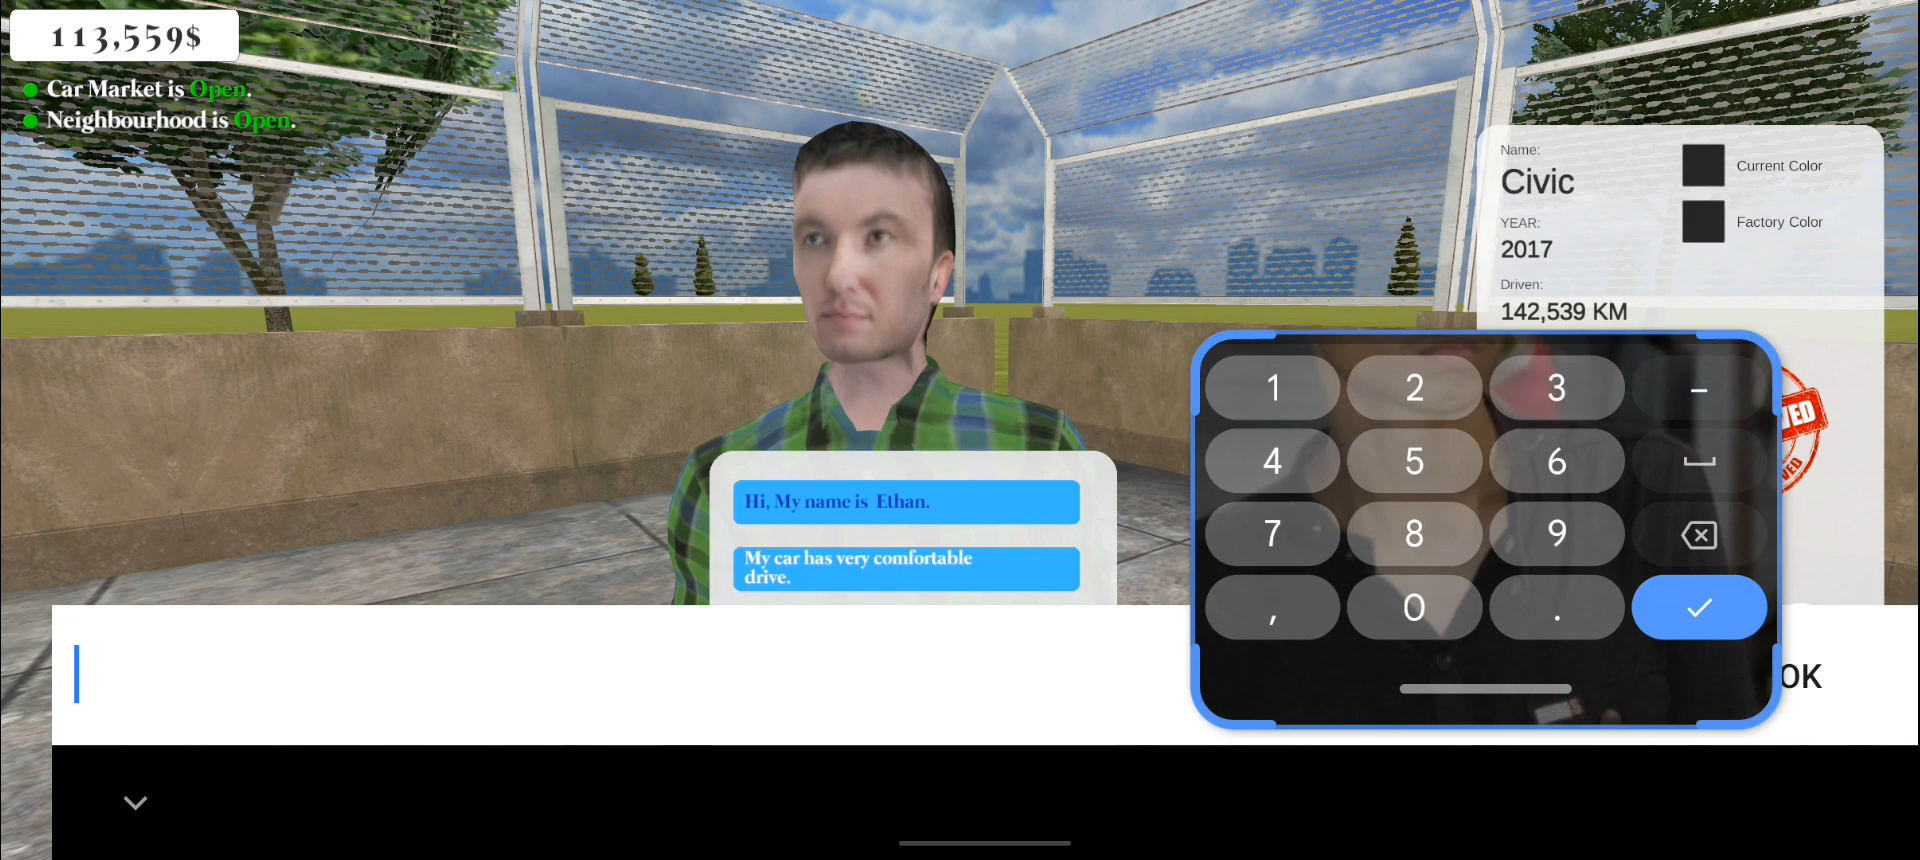 113,559$
Car Market is Open.
Neighbourhood is Open.
Name:
Civic
Current Color
YEAR:
2017
Factory Color
Driven:
142,539 KM
Hi, My name is Ethan.
My car has very comfortable
drive.
1 2 3 -
4 5 6
7 8 9
, 0 .
OK